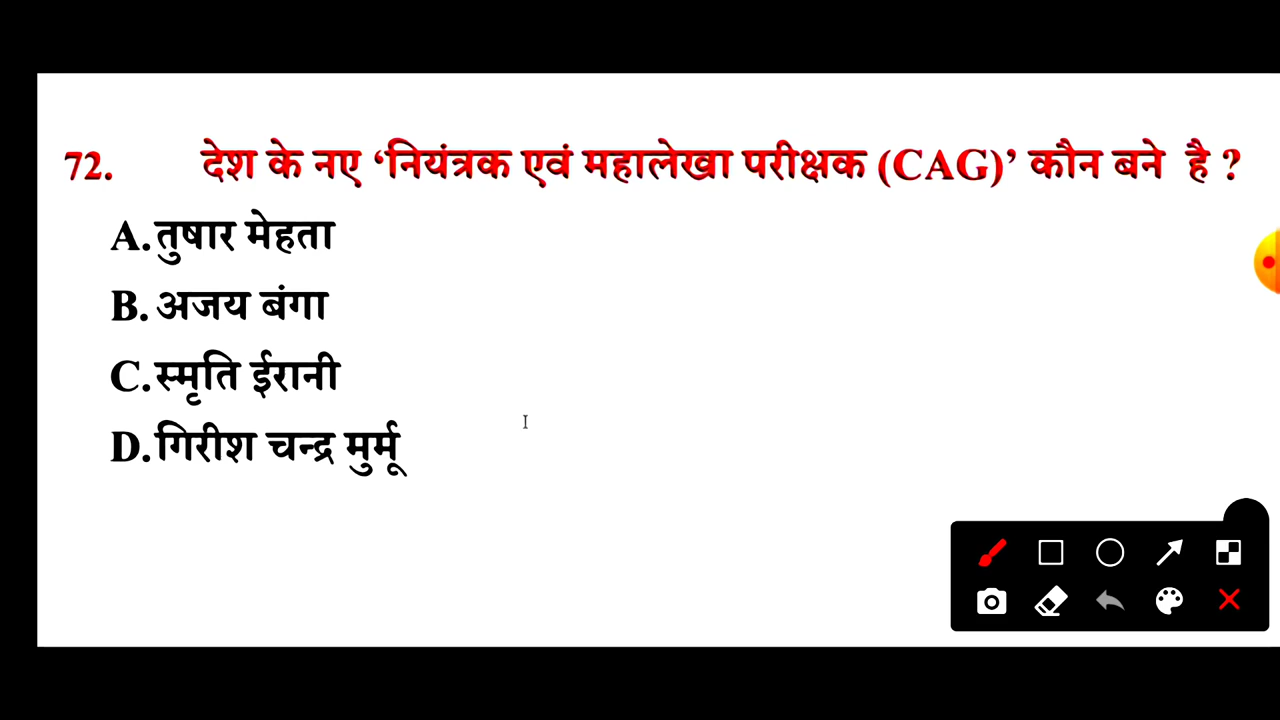 72. देश के नए ‘नियंत्रक एवं महालेखा परीक्षक (CAG)’ कौन बने है ?
A. तुषार मेहता
B. अजय बंगा
C. स्मृति ईरानी
D. गिरीश चन्द्र मुर्मू